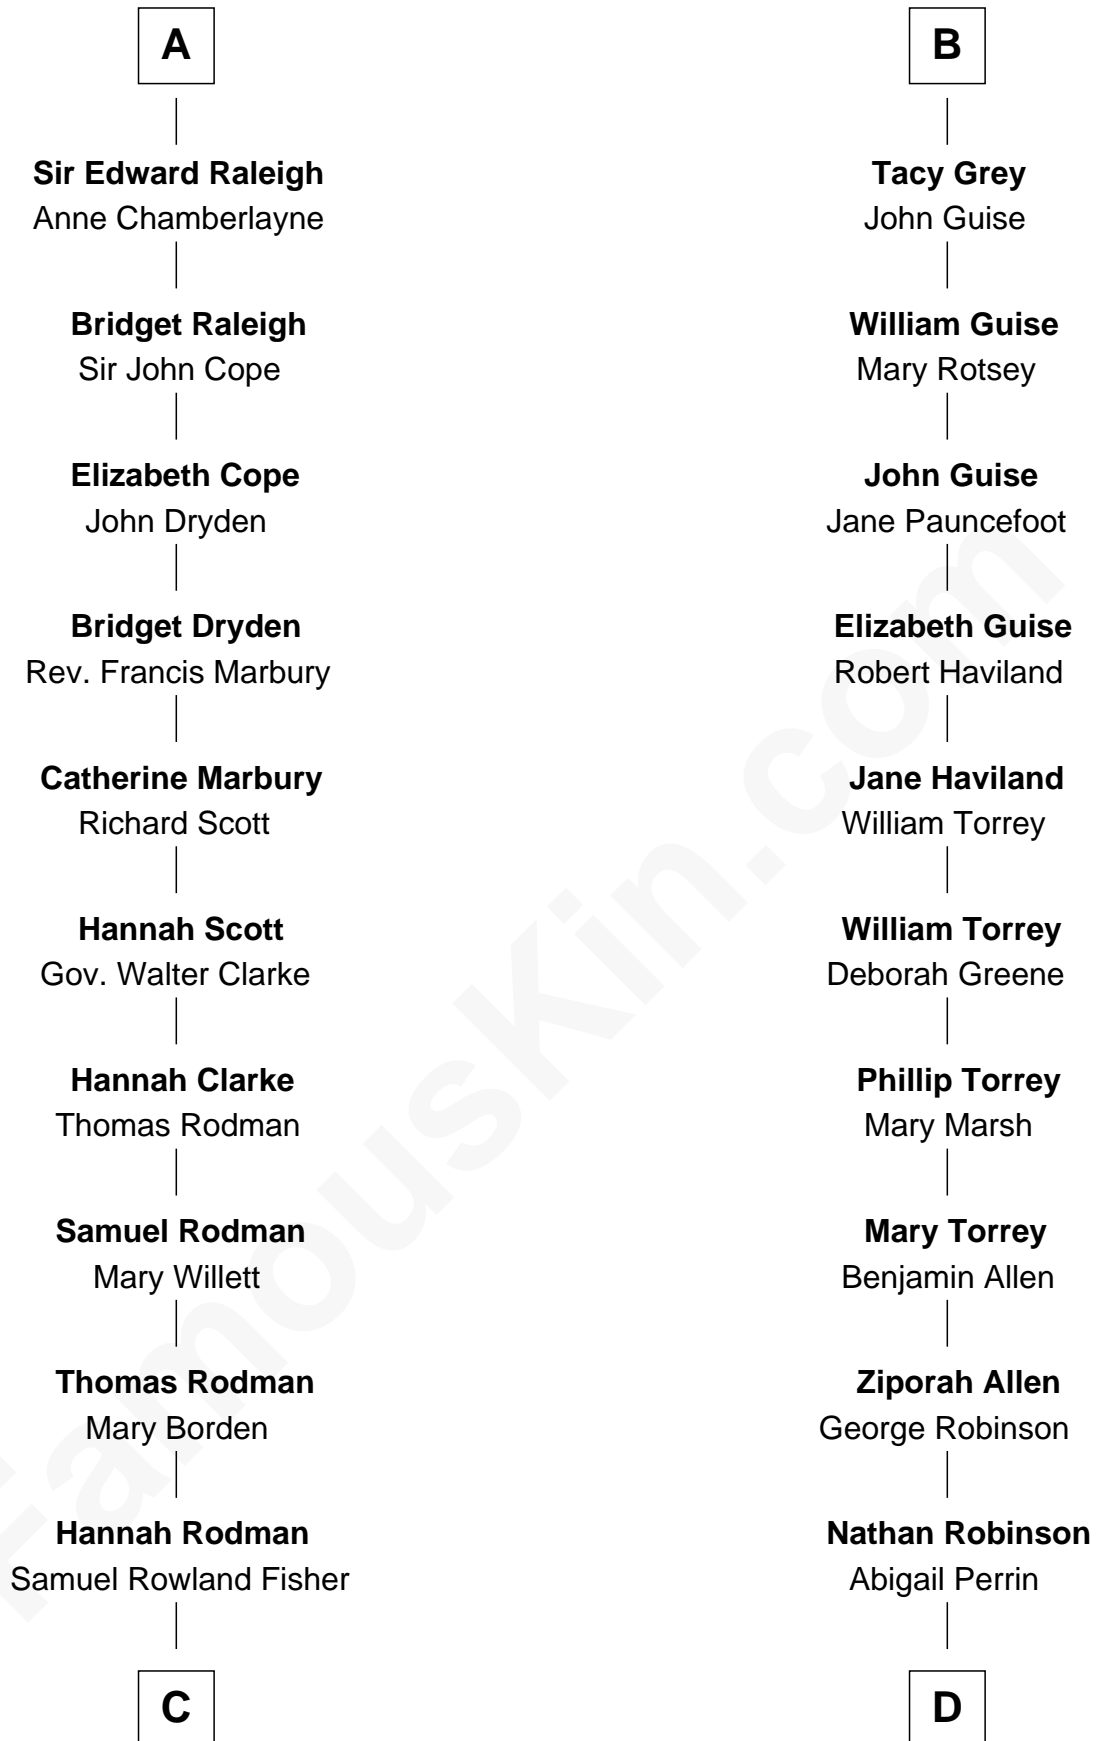 A
Sir Edward Raleigh
Anne Chamberlayne
Bridget Raleigh
Sir John Cope
Elizabeth Cope
John Dryden
Bridget Dryden
Rev. Francis Marbury
Catherine Marbury
Richard Scott
Hannah Scott
Gov. Walter Clarke
Hannah Clarke
Thomas Rodman
Samuel Rodman
Mary Willett
Thomas Rodman
Mary Borden
Hannah Rodman
Samuel Rowland Fisher
C
B
Tacy Grey
John Guise
William Guise
Mary Rotsey
John Guise
Jane Pauncefoot
Elizabeth Guise
Robert Haviland
Jane Haviland
William Torrey
William Torrey
Deborah Greene
Phillip Torrey
Mary Marsh
Mary Torrey
Benjamin Allen
Ziporah Allen
George Robinson
Nathan Robinson
Abigail Perrin
D
FamousKin.com